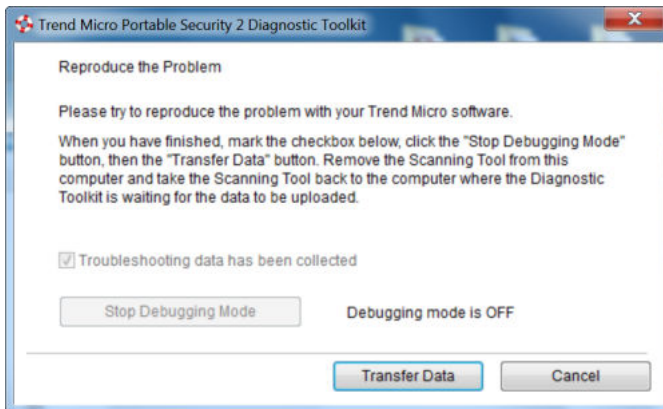 Trend Micro Portable Security 2 Diagnostic Toolkit
Reproduce the Problem
Please try to reproduce the problem with your Trend Micro software.
When you have finished, mark the checkbox below, click the "Stop Debugging Mode"
button, then the "Transfer Data" button. Remove the Scanning Tool from this
computer and take the Scanning Tool back to the computer where the Diagnostic
Toolkit is waiting for the data to be uploaded.
Troubleshooting data has been collected
Stop Debugging Mode Debugging mode is OFF
Transfer Data Cancel